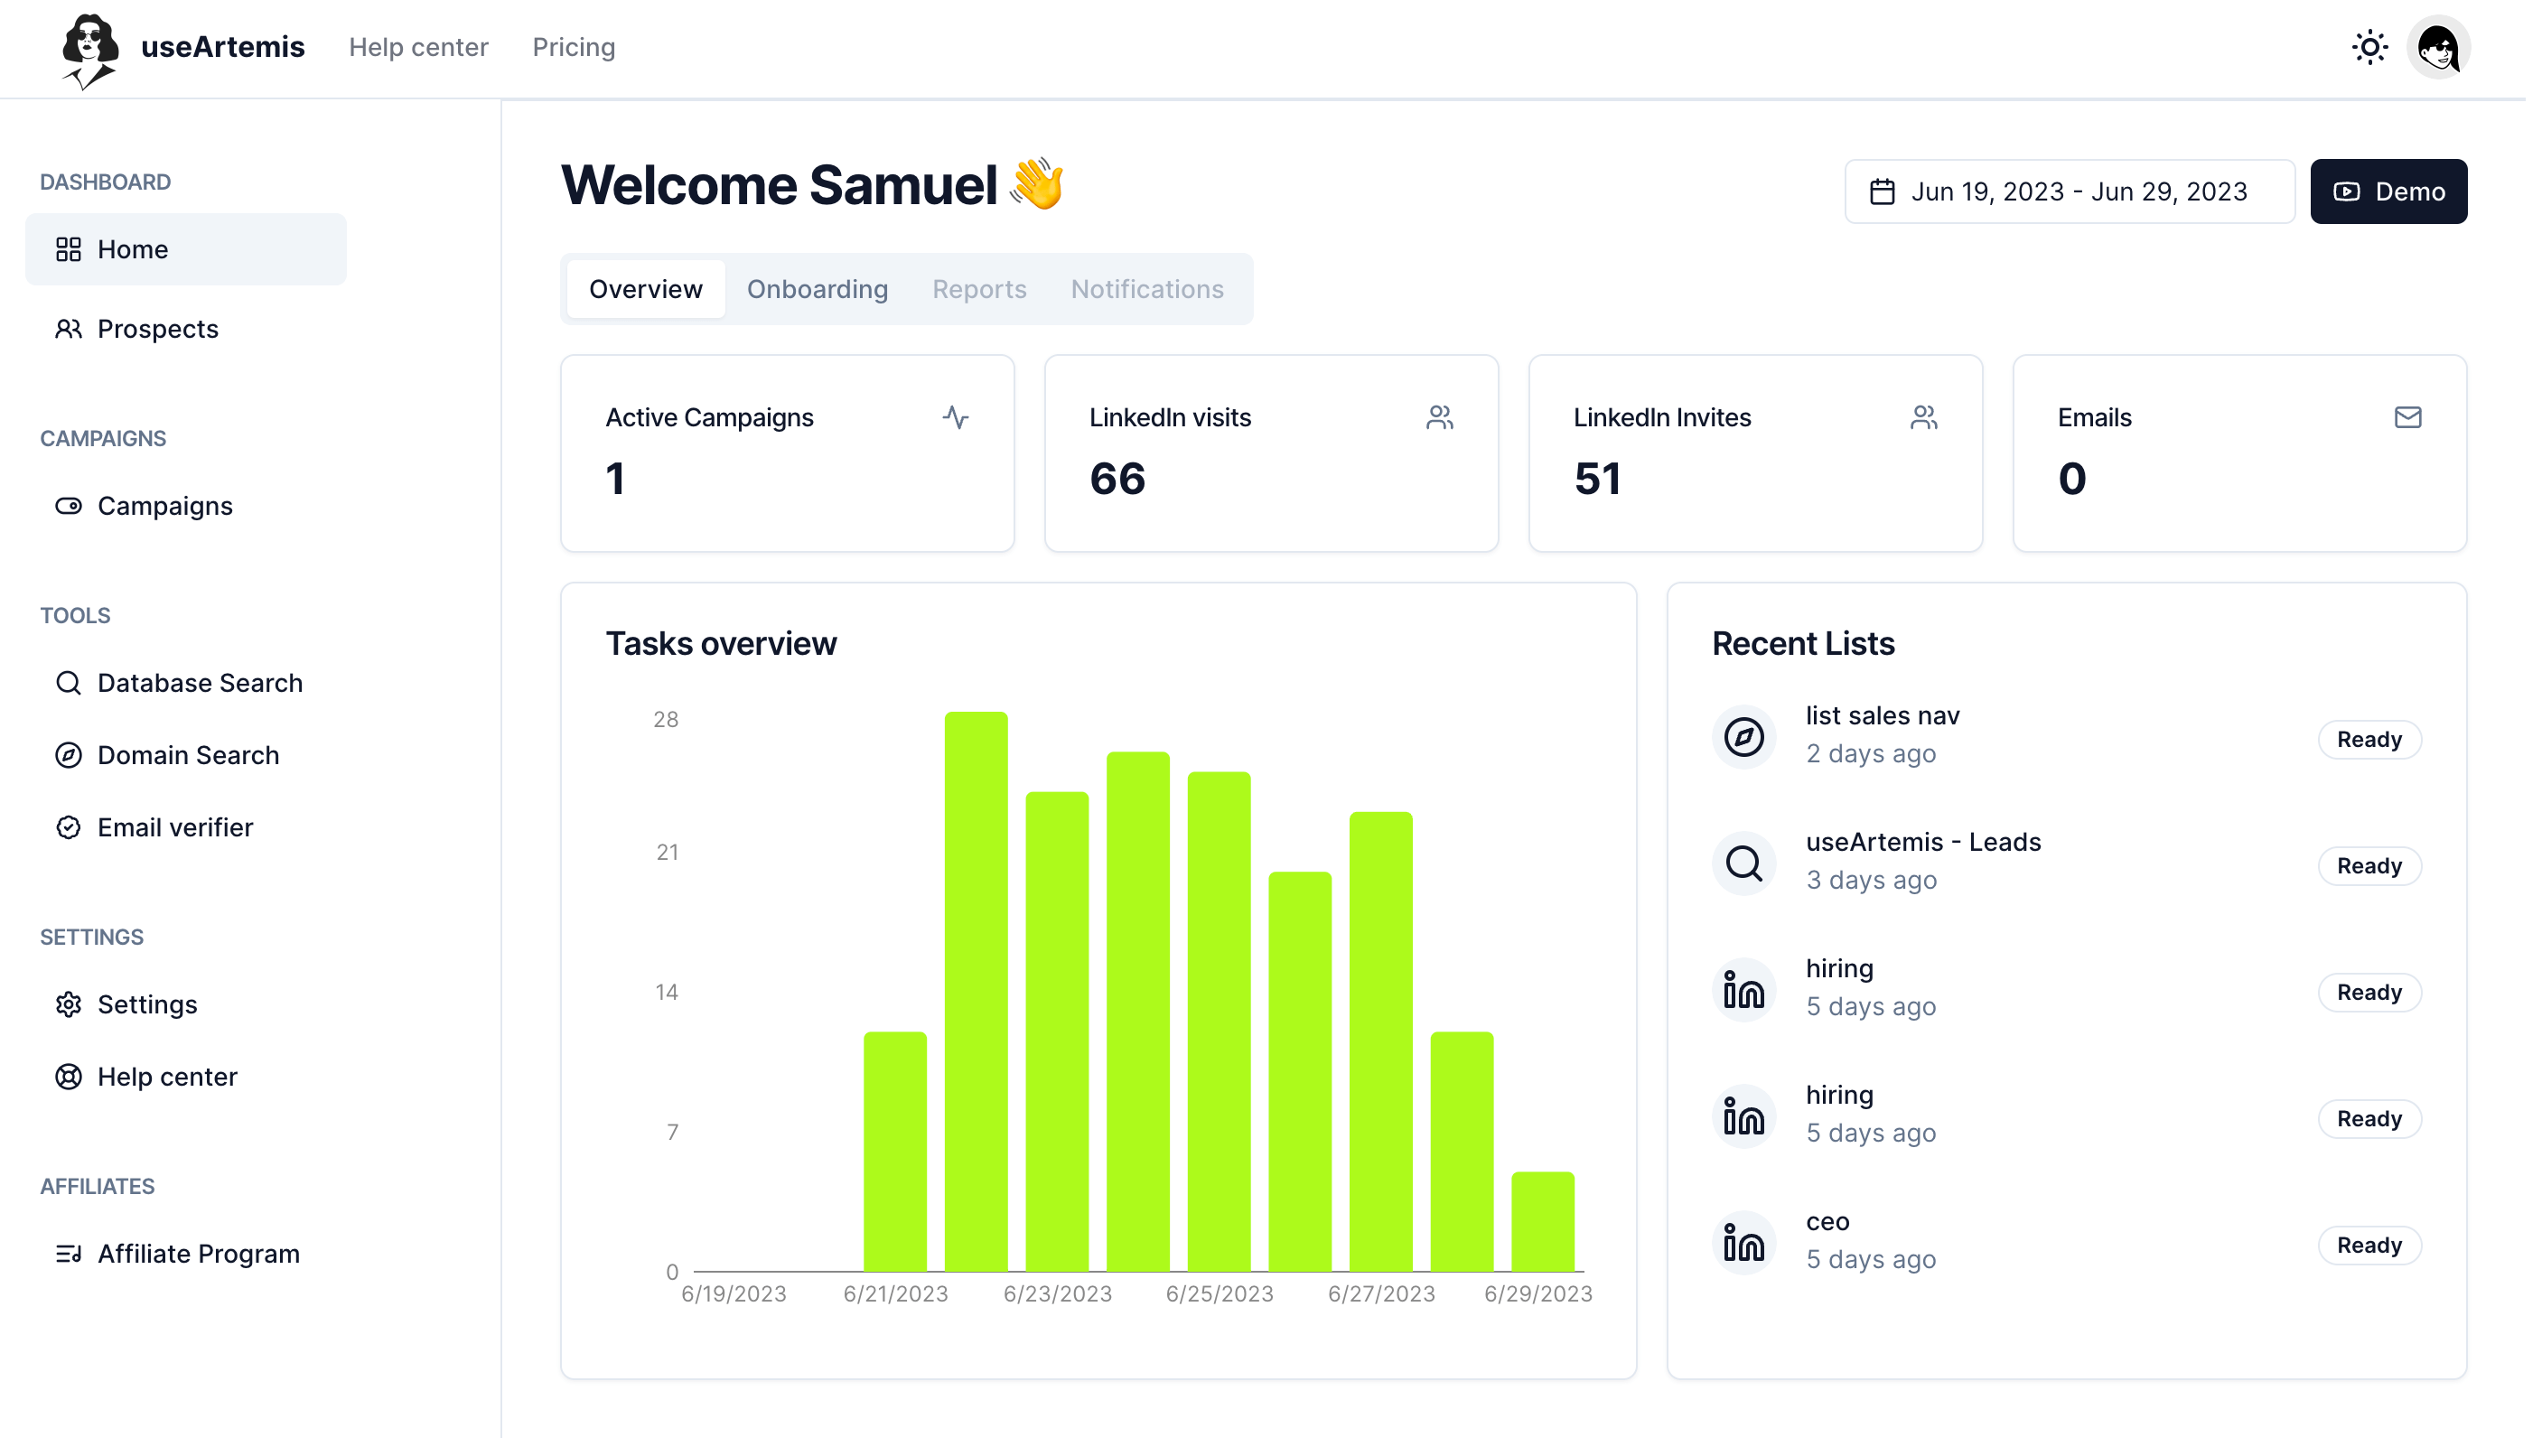 useArtemis
Help center
Pricing
DASHBOARD
Home
Prospects
CAMPAIGNS
Campaigns
TOOLS
Database Search
Domain Search
Email verifier
SETTINGS
Settings
Help center
AFFILIATES
Affiliate Program
Welcome Samuel 👋
Jun 19, 2023 - Jun 29, 2023
Demo
Overview
Onboarding
Reports
Notifications
Active Campaigns
1
LinkedIn visits
66
LinkedIn Invites
51
Emails
0
Tasks overview
28
21
14
7
0
6/19/2023
6/21/2023
6/23/2023
6/25/2023
6/27/2023
6/29/2023
Recent Lists
list sales nav
2 days ago
Ready
useArtemis - Leads
3 days ago
Ready
in
hiring
5 days ago
Ready
in
hiring
5 days ago
Ready
in
ceo
5 days ago
Ready